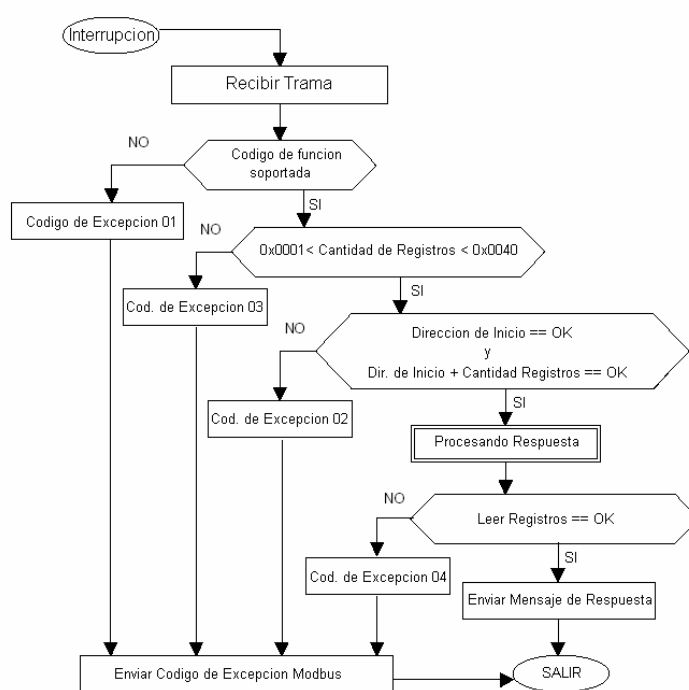 Interrupcion
Recibir Trama
NO
Codigo de funcion
soportada
SI
Codigo de Excepcion 01
NO
0x0001< Cantidad de Registros < 0x0040
SI
Cod. de Excepcion 03
NO
Direccion de Inicio == OK
y
Dir. de Inicio + Cantidad Registros == OK
SI
Cod. de Excepcion 02
Procesando Respuesta
NO
Leer Registros == OK
SI
Cod. de Excepcion 04
Enviar Mensaje de Respuesta
Enviar Codigo de Excepcion Modbus
SALIR